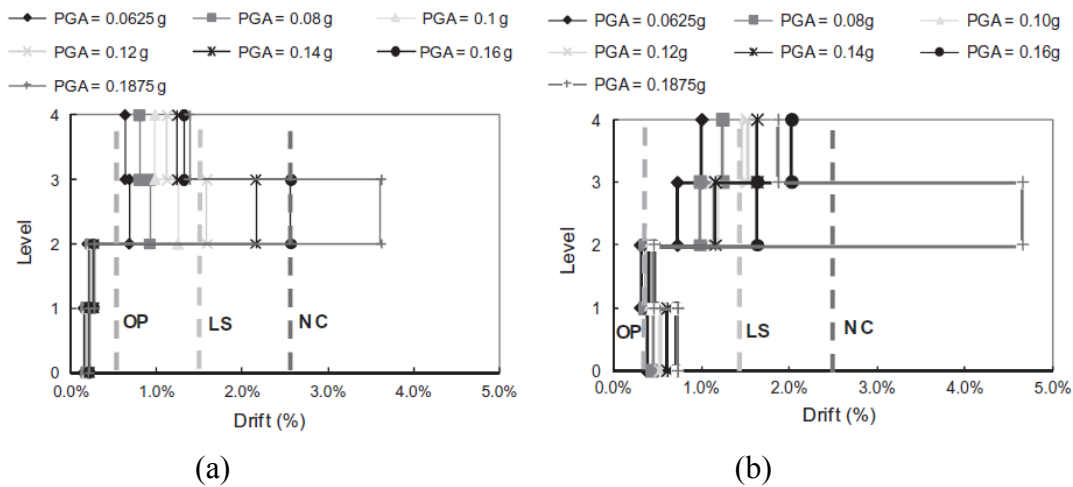 PGA = 0.0625 g PGA = 0.08 g PGA = 0.1 g
PGA = 0.12 g PGA = 0.14 g PGA = 0.16 g
PGA = 0.1875 g
4
3
2
1
0
Level
OP LS NC
0.0% 1.0% 2.0% 3.0% 4.0% 5.0%
Drift (%)
(a)
PGA = 0.0625g PGA = 0.08g PGA = 0.10g
PGA = 0.12g PGA = 0.14g PGA = 0.16g
PGA = 0.1875g
4
3
2
1
0
Level
OP LS NC
0.0% 1.0% 2.0% 3.0% 4.0% 5.0%
Drift (%)
(b)